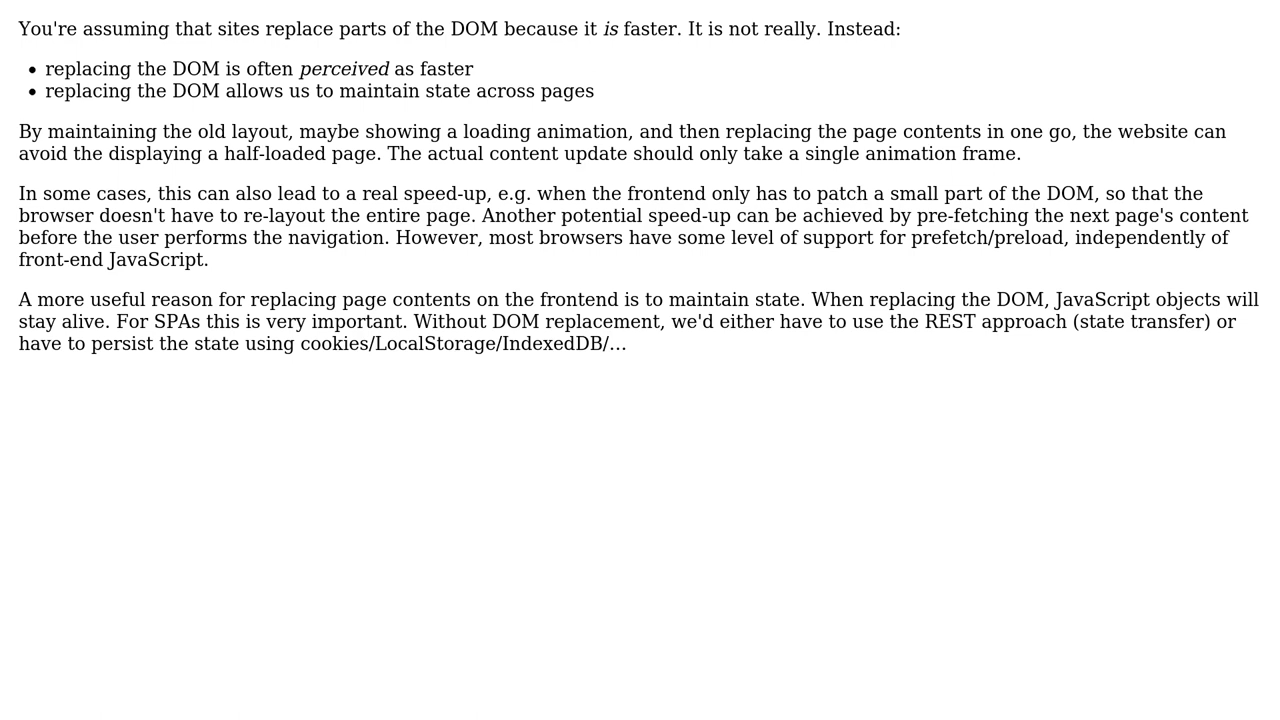 You're assuming that sites replace parts of the DOM because it is faster. It is not really. Instead:
• replacing the DOM is often perceived as faster
• replacing the DOM allows us to maintain state across pages
By maintaining the old layout, maybe showing a loading animation, and then replacing the page contents in one go, the website can
avoid the displaying a half-loaded page. The actual content update should only take a single animation frame.
In some cases, this can also lead to a real speed-up, e.g. when the frontend only has to patch a small part of the DOM, so that the
browser doesn't have to re-layout the entire page. Another potential speed-up can be achieved by pre-fetching the next page's content
before the user performs the navigation. However, most browsers have some level of support for prefetch/preload, independently of
front-end JavaScript.
A more useful reason for replacing page contents on the frontend is to maintain state. When replacing the DOM, JavaScript objects will
stay alive. For SPAs this is very important. Without DOM replacement, we'd either have to use the REST approach (state transfer) or
have to persist the state using cookies/LocalStorage/IndexedDB/…